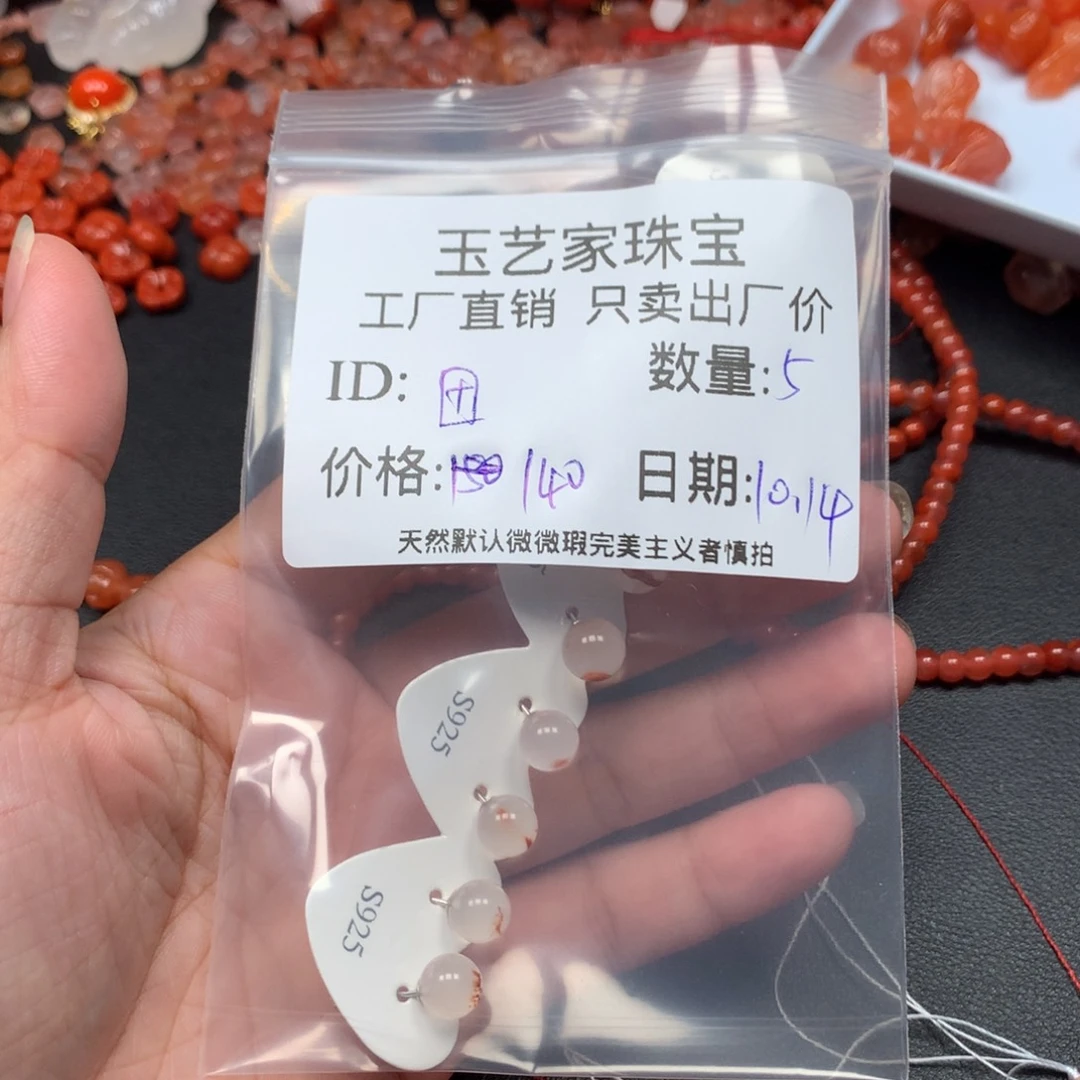 玉艺家珠宝
工厂直销 只卖出厂价
ID: 数量:5
价格:140 日期:10.14
天然默认微微瑕完美主义者慎拍
S925
S925